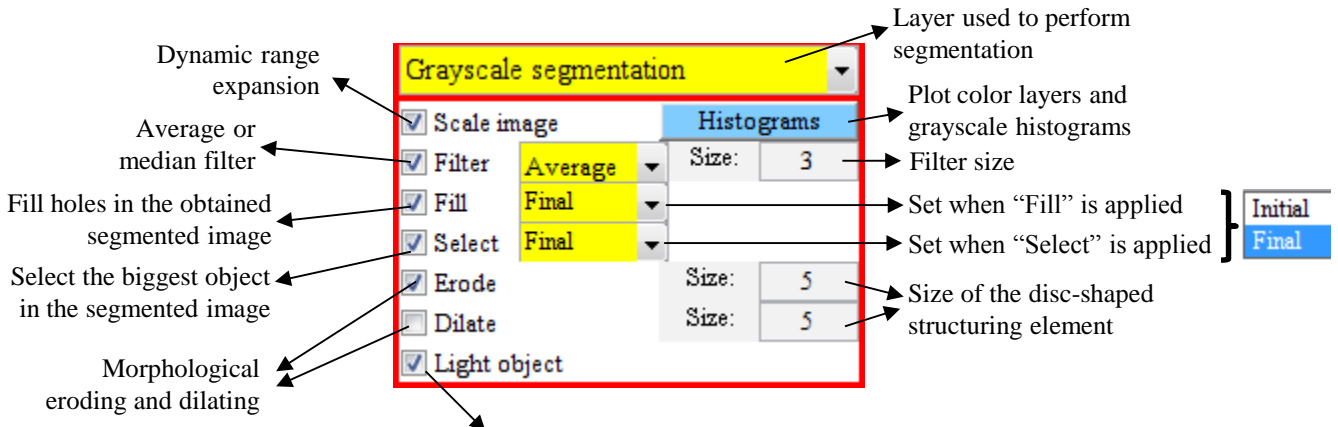 Layer used to perform
segmentation
Dynamic range
expansion
Grayscale segmentation
Plot color layers and
grayscale histograms
Scale image
Histograms
Average or
median filter
Filter
Average
Size:
3
Filter size
Fill holes in the obtained
segmented image
Fill
Final
Set when “Fill” is applied
Initial
Final
Select
Final
Set when “Select” is applied
Select the biggest object
in the segmented image
Erode
Size:
5
Size of the disc-shaped
structuring element
Dilate
Size:
5
Morphological
eroding and dilating
Light object